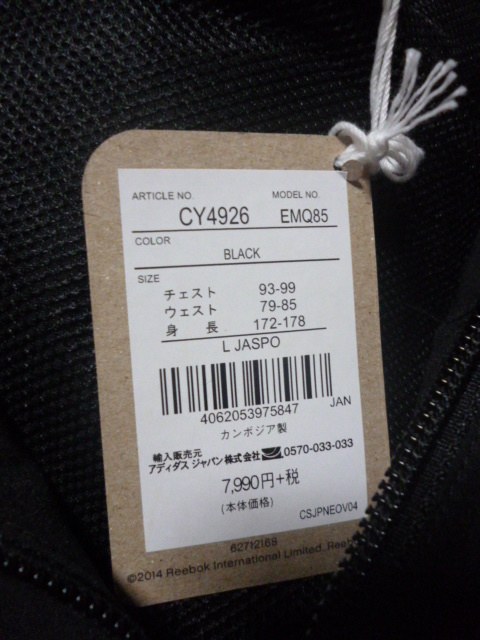 ARTICLE NO. MODEL NO.
CY4926 EMQ85
COLOR
BLACK
SIZE
チェスト 93-99
ウェスト 79-85
身 長 172-178
L JASPO
4062053975847 JAN
カンボジア製
輸入販売元
アディダス ジャパン株式会社 0570-033-033
7,990円+税
(本体価格)
CSJPNEOV04
62712188
©2014 Reebok International Limited, Reebok